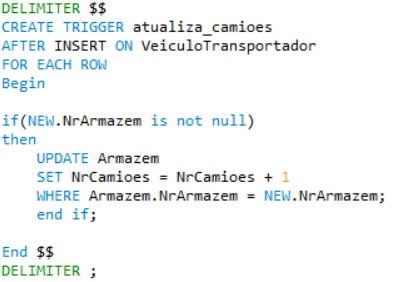 DELIMITER $$
CREATE TRIGGER atualiza_camioes
AFTER INSERT ON VeiculoTransportador
FOR EACH ROW
Begin

if(NEW.NrArmazem is not null)
then
    UPDATE Armazem
    SET NrCamioes = NrCamioes + 1
    WHERE Armazem.NrArmazem = NEW.NrArmazem;
    end if;

End $$
DELIMITER ;